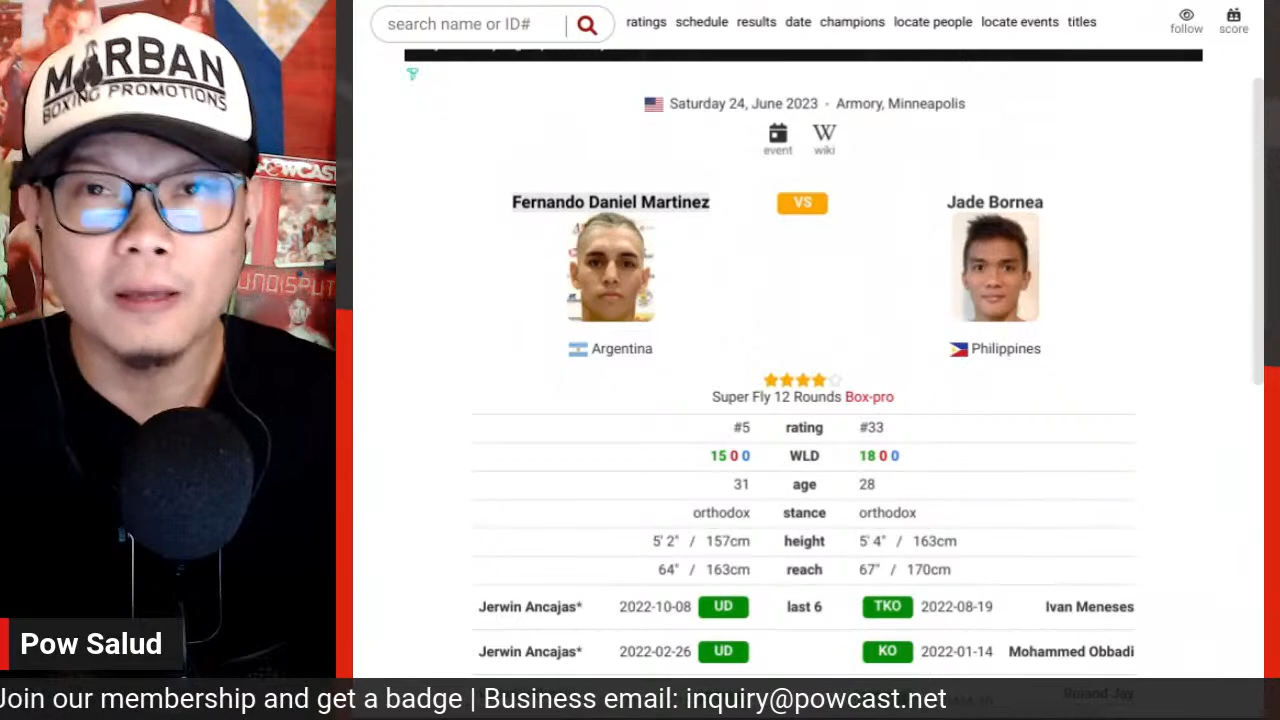 search name or ID#
ratings schedule results date champions locate people locate events titles
follow
score
MARBAN
BOXING PROMOTIONS
POWCAST
UNDISPUT
Saturday 24, June 2023 - Armory, Minneapolis
W
event wiki
Fernando Daniel Martinez VS Jade Bornea
Argentina Philippines
Super Fly 12 Rounds Box-pro
#5 rating #33
15 0 0 WLD 18 0 0
31 age 28
orthodox stance orthodox
5' 2" / 157cm height 5' 4" / 163cm
64" / 163cm reach 67" / 170cm
Jerwin Ancajas* 2022-10-08 UD last 6 TKO 2022-08-19 Ivan Meneses
Jerwin Ancajas* 2022-02-26 UD KO 2022-01-14 Mohammed Obbadi
Pow Salud
Join our membership and get a badge | Business email: inquiry@powcast.net